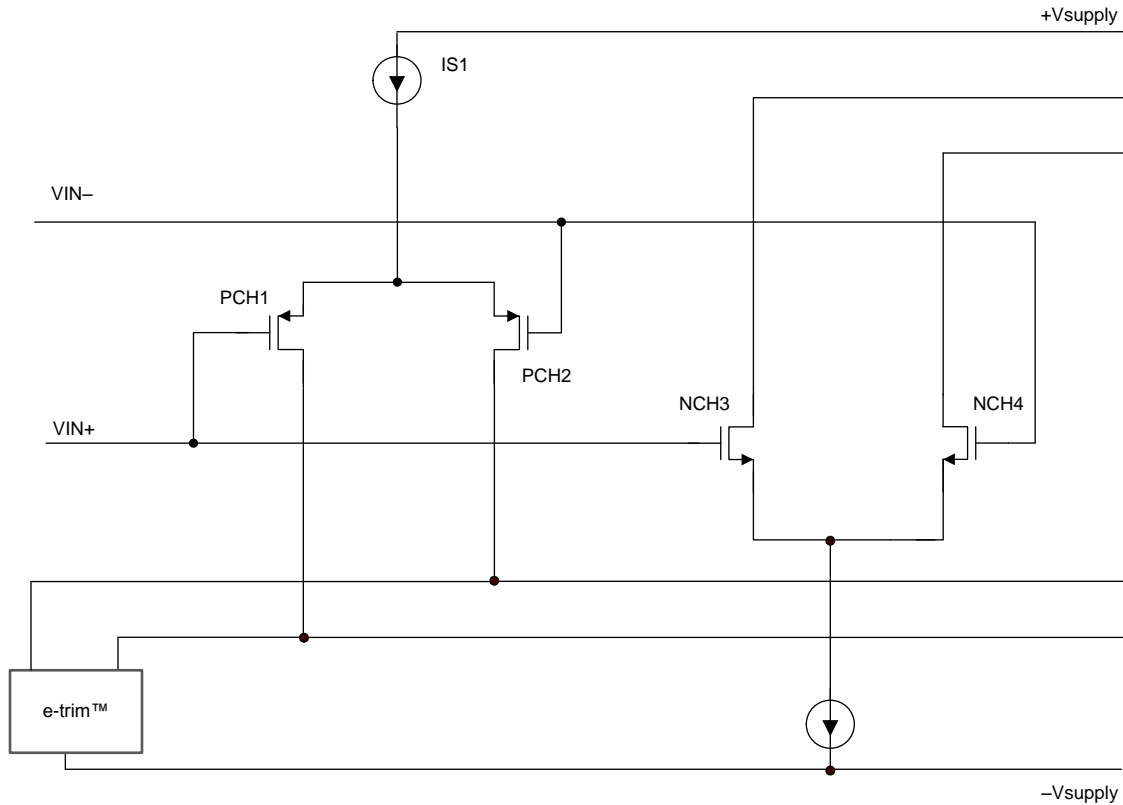 +Vsupply
IS1
VIN–
PCH1
PCH2
NCH3
NCH4
VIN+
e-trim™
–Vsupply